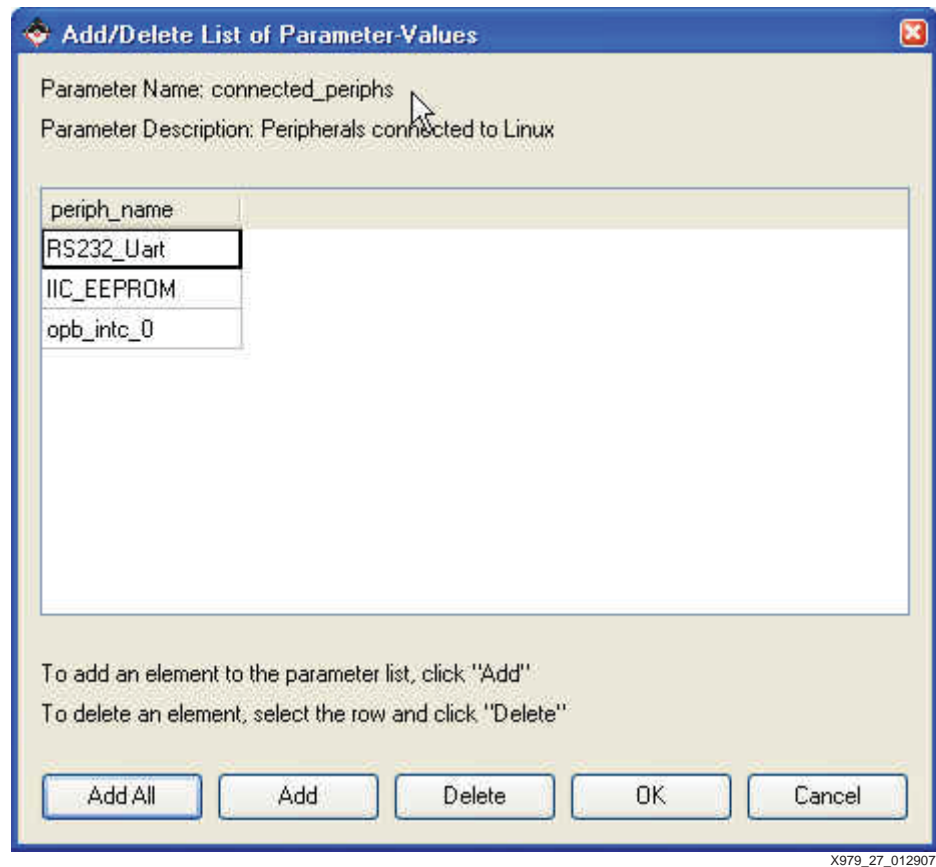 Add/Delete List of Parameter-Values
Parameter Name: connected_periphs
Parameter Description: Peripherals connected to Linux
periph_name
RS232_Uart
IIC_EEPROM
opb_intc_0
To add an element to the parameter list, click "Add"
To delete an element, select the row and click "Delete"
Add All Add Delete OK Cancel
X979_27_012907